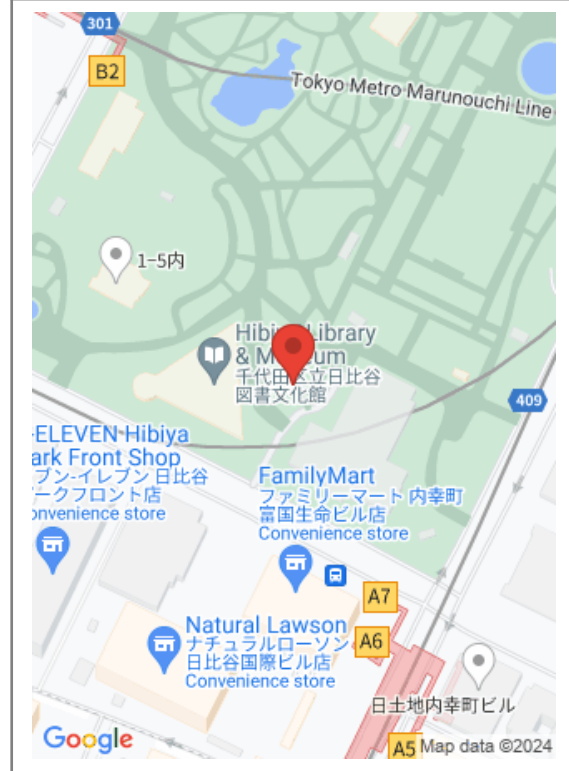 301
B2
Tokyo Metro Marunouchi Line
1-5内
Hibiya Library
& Museum
千代田区立日比谷
図書文化館
409
-ELEVEN Hibiya
ark Front Shop
ブン-イレブン 日比谷
ークフロント店
onvenience store
FamilyMart
ファミリーマート 内幸町
富国生命ビル店
Convenience store
A7
A6
Natural Lawson
ナチュラルローソン
日比谷国際ビル店
Convenience store
日土地内幸町ビル
Google
A5
Map data ©2024